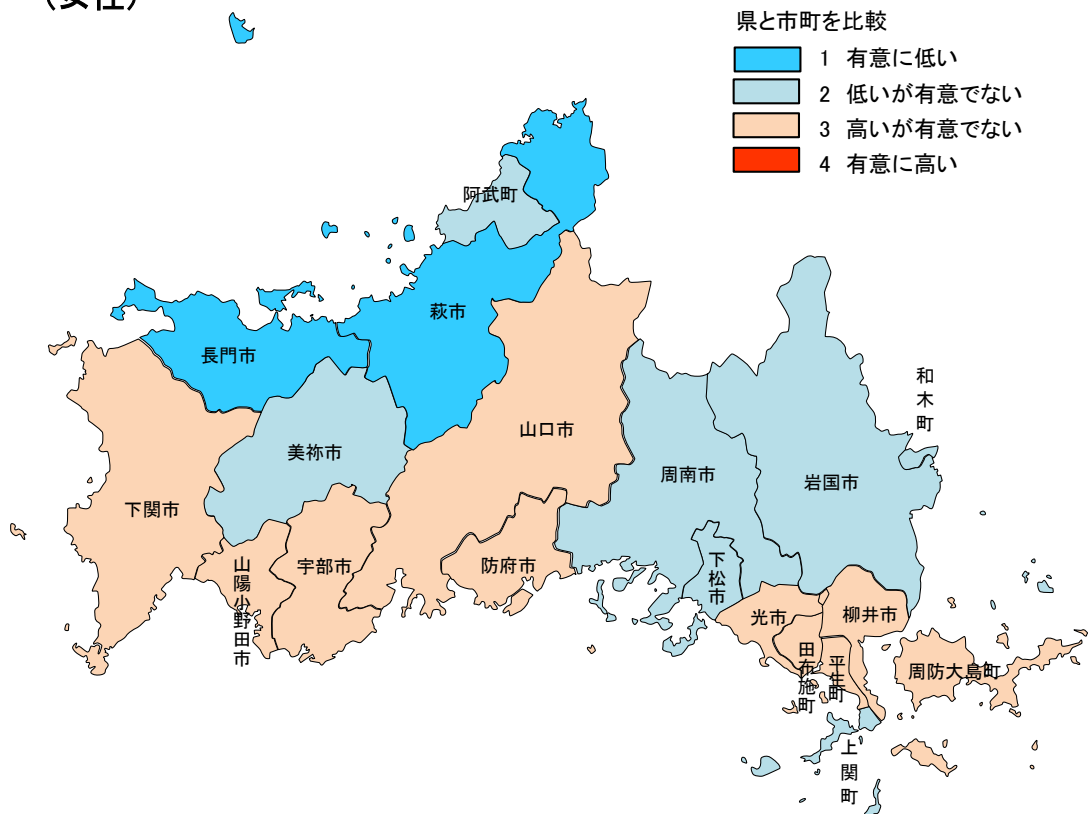 (女性)
県と市町を比較
1 有意に低い
2 低いが有意でない
3 高いが有意でない
4 有意に高い
阿武町
萩市
長門市
和木町
山口市
美祢市
周南市
岩国市
下関市
山陽小野田市
宇部市
防府市
下松市
光市
柳井市
田布施町
平生町
周防大島町
上関町